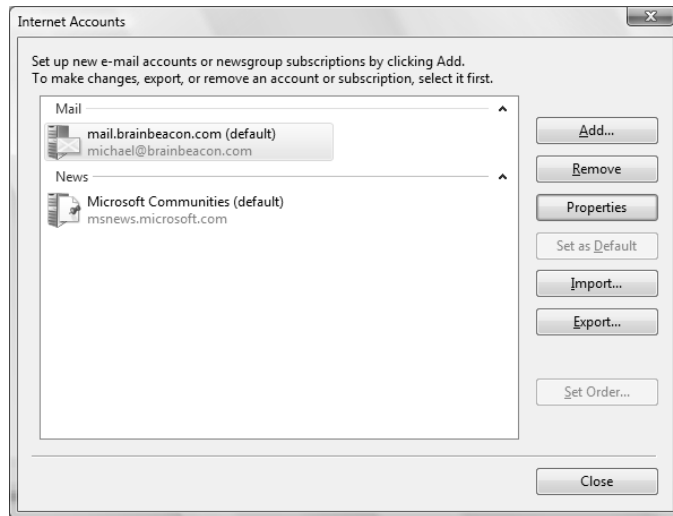 Internet Accounts
Set up new e-mail accounts or newsgroup subscriptions by clicking Add.
To make changes, export, or remove an account or subscription, select it first.
Mail
mail.brainbeacon.com (default)
michael@brainbeacon.com
News
Microsoft Communities (default)
msnews.microsoft.com
Add...
Remove
Properties
Set as Default
Import...
Export...
Set Order...
Close